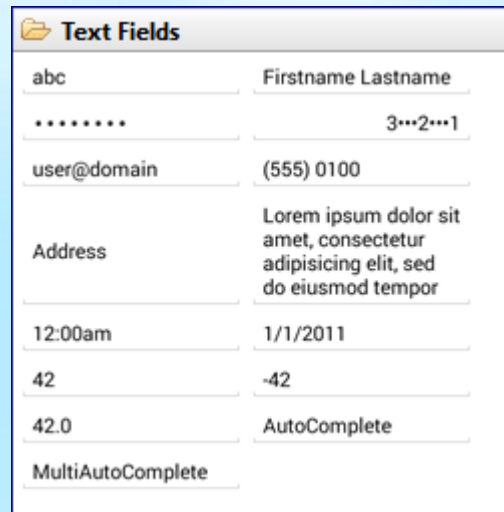 Text Fields
abc
Firstname Lastname
••••••••
3•••2•••1
user@domain
(555) 0100
Address
Lorem ipsum dolor sit
amet, consectetur
adipisicing elit, sed
do eiusmod tempor
12:00am
1/1/2011
42
-42
42.0
AutoComplete
MultiAutoComplete